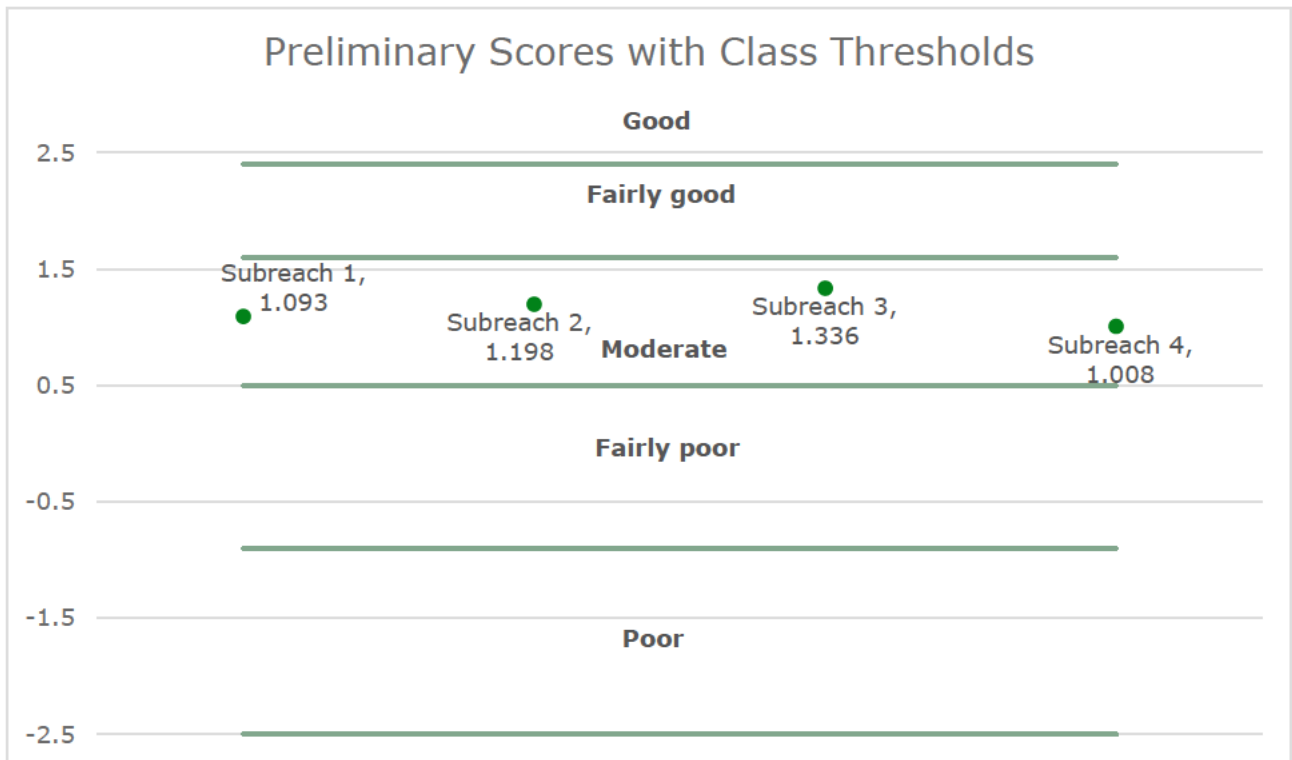 Preliminary Scores with Class Thresholds
Good
2.5
Fairly good
1.5
Subreach 1,
1.093
Subreach 2,
1.198
Subreach 3,
1.336
Moderate
Subreach 4,
1.008
0.5
Fairly poor
-0.5
-1.5
Poor
-2.5